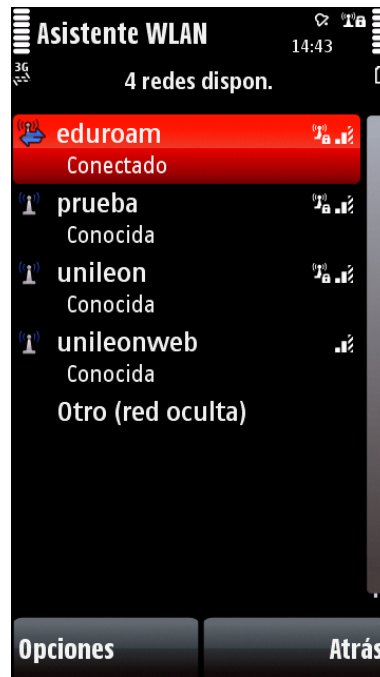 Asistente WLAN
14:43
3G
4 redes dispon.
eduroam
Conectado
prueba
Conocida
unileon
Conocida
unileonweb
Conocida
Otro (red oculta)
Opciones
Atrás